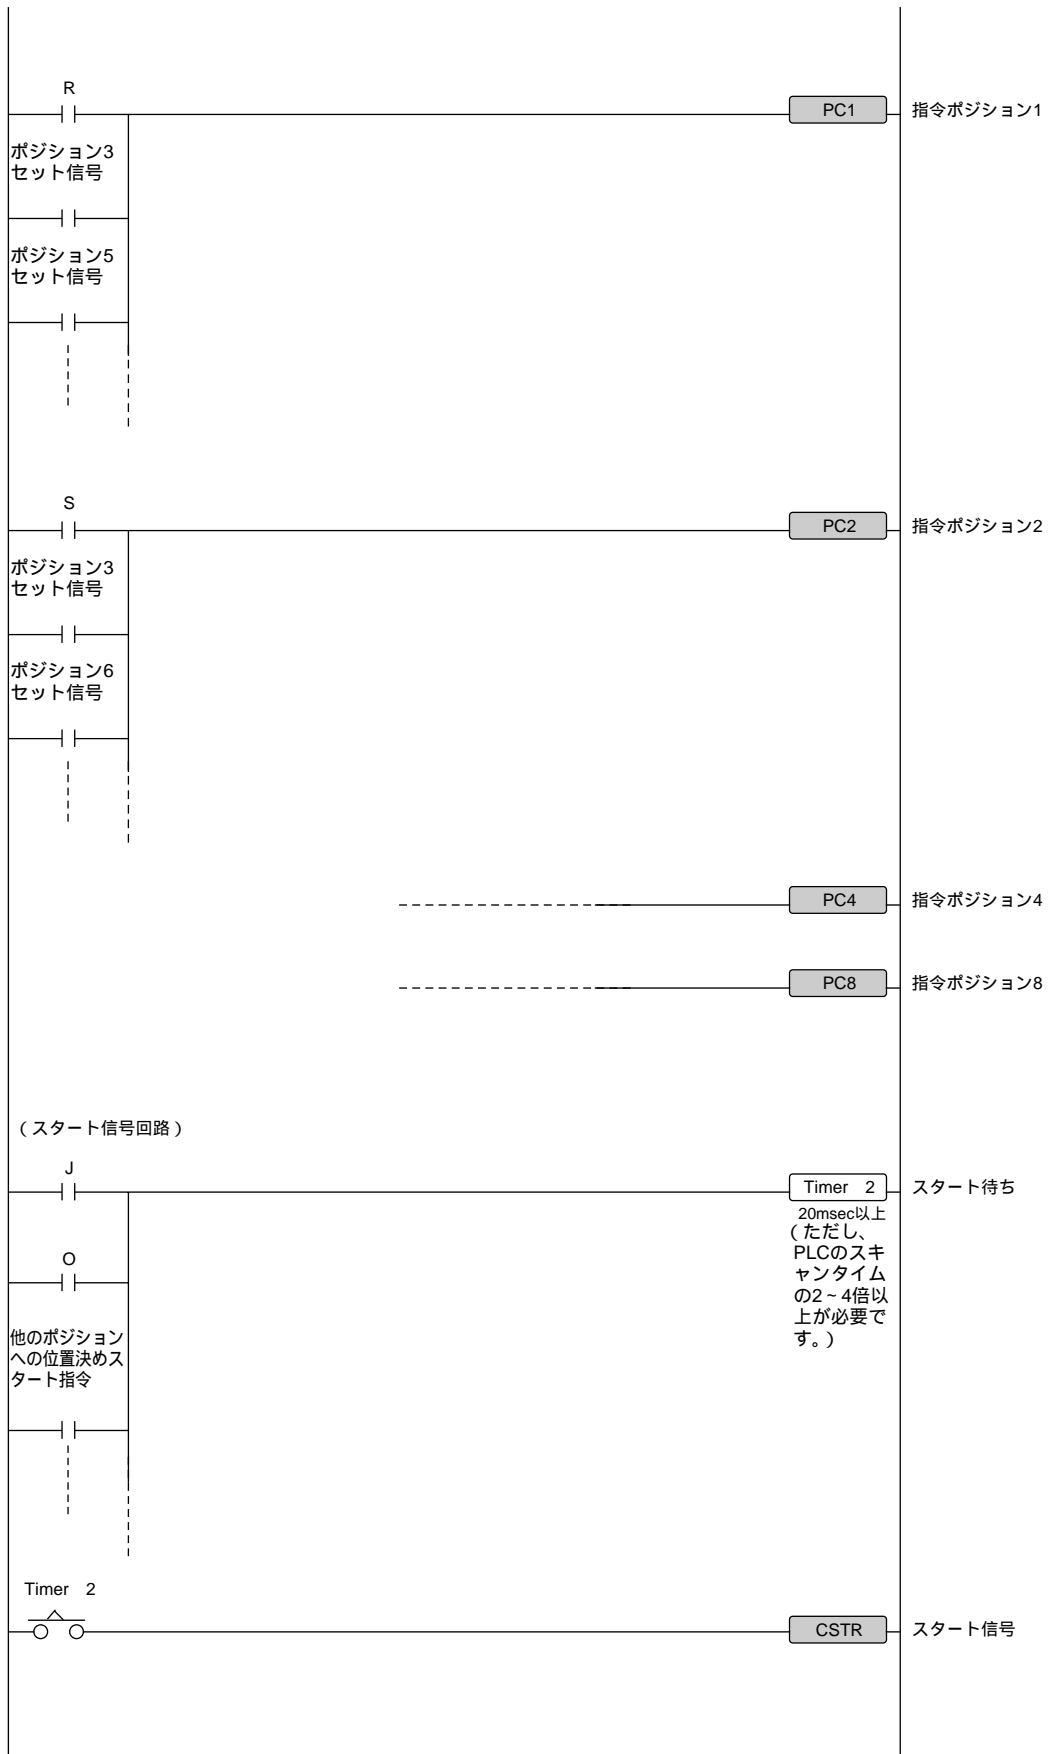 R
PC1
指令ポジション1
ポジション3
セット信号
ポジション5
セット信号
S
PC2
指令ポジション2
ポジション3
セット信号
ポジション6
セット信号
PC4
指令ポジション4
PC8
指令ポジション8
(スタート信号回路)
J
Timer 2
スタート待ち
20msec以上
(ただし、
PLCのスキ
ャンタイム
の2~4倍以
上が必要で
す。)
O
他のポジション
への位置決めス
タート指令
Timer 2
CSTR
スタート信号